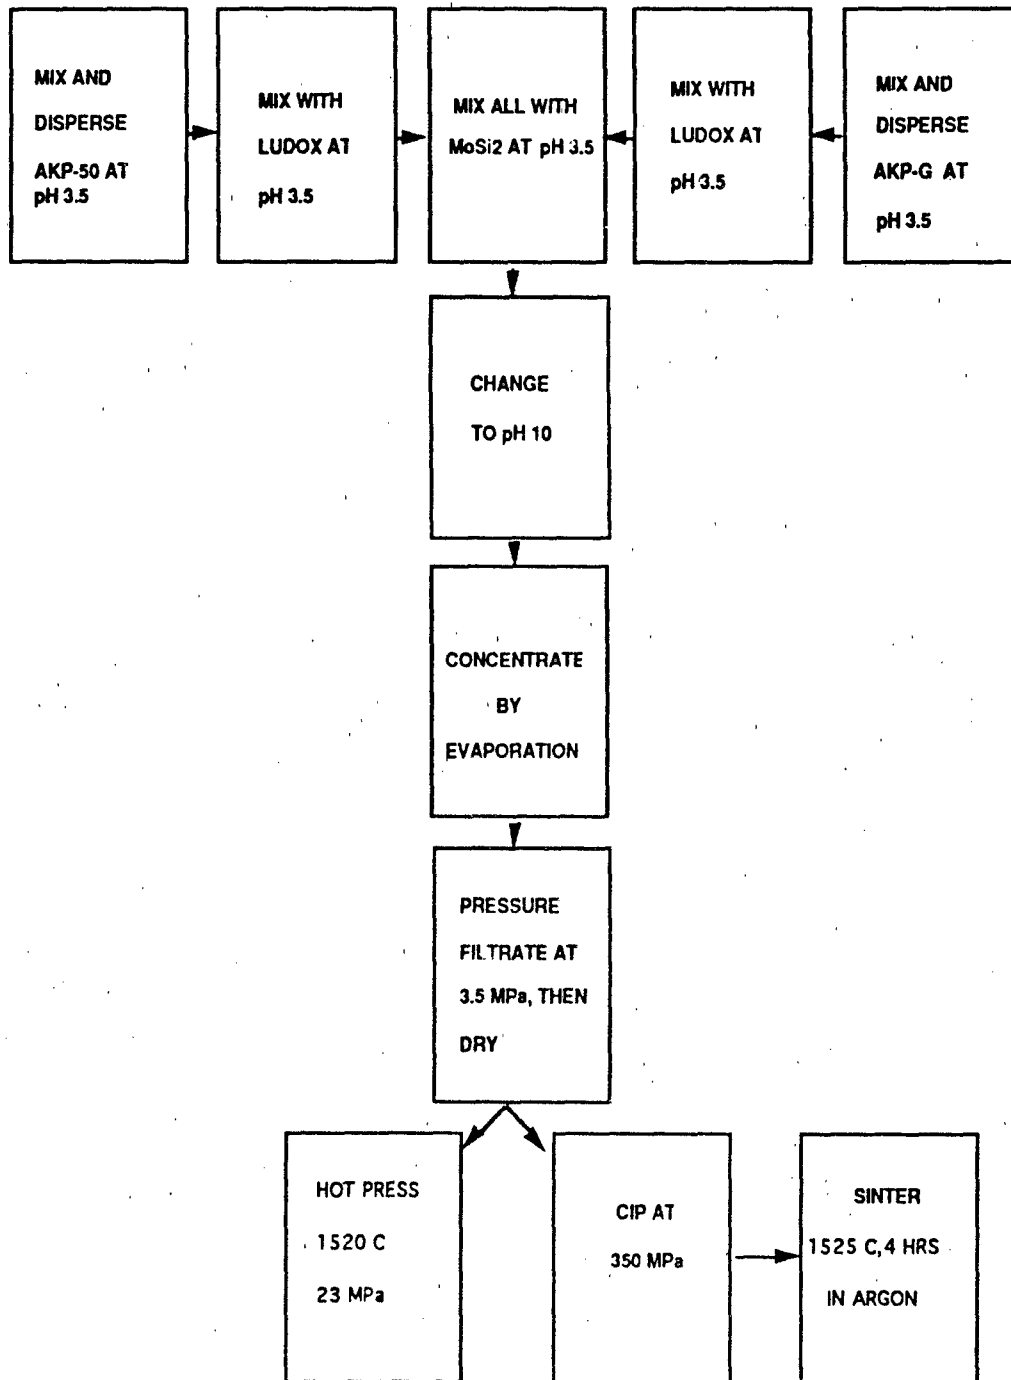 MIX AND
DISPERSE
AKP-50 AT
pH 3.5
MIX WITH
LUDOX AT
pH 3.5
MIX ALL WITH
MoSi2 AT pH 3.5
MIX WITH
LUDOX AT
pH 3.5
MIX AND
DISPERSE
AKP-G AT
pH 3.5
CHANGE
TO pH 10
CONCENTRATE
BY
EVAPORATION
PRESSURE
FILTRATE AT
3.5 MPa, THEN
DRY
HOT PRESS
1520 C
23 MPa
CIP AT
350 MPa
SINTER
1525 C,4 HRS
IN ARGON